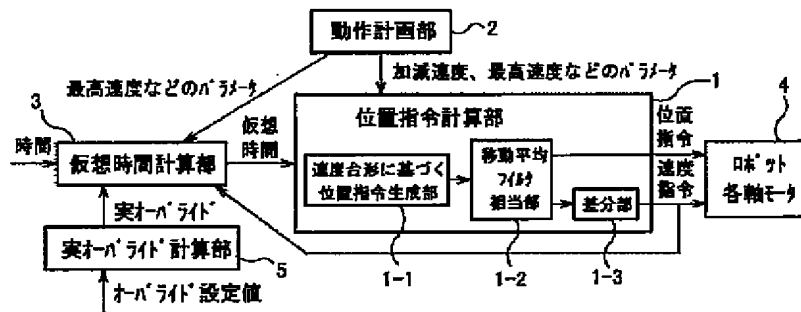 動作計画部
2
最高速度などのパラメータ
加減速度、最高速度などのパラメータ
1
4
3
時間
仮想時間計算部
仮想
時間
位置指令計算部
速度台形に基づく
位置指令生成部
移動平均
フィルタ
相当部
差分部
位置
指令
速度
指令
ロボット
各軸モータ
実オーバライド
実オーバライド計算部
5
1-1
1-2
1-3
オーバライド設定値